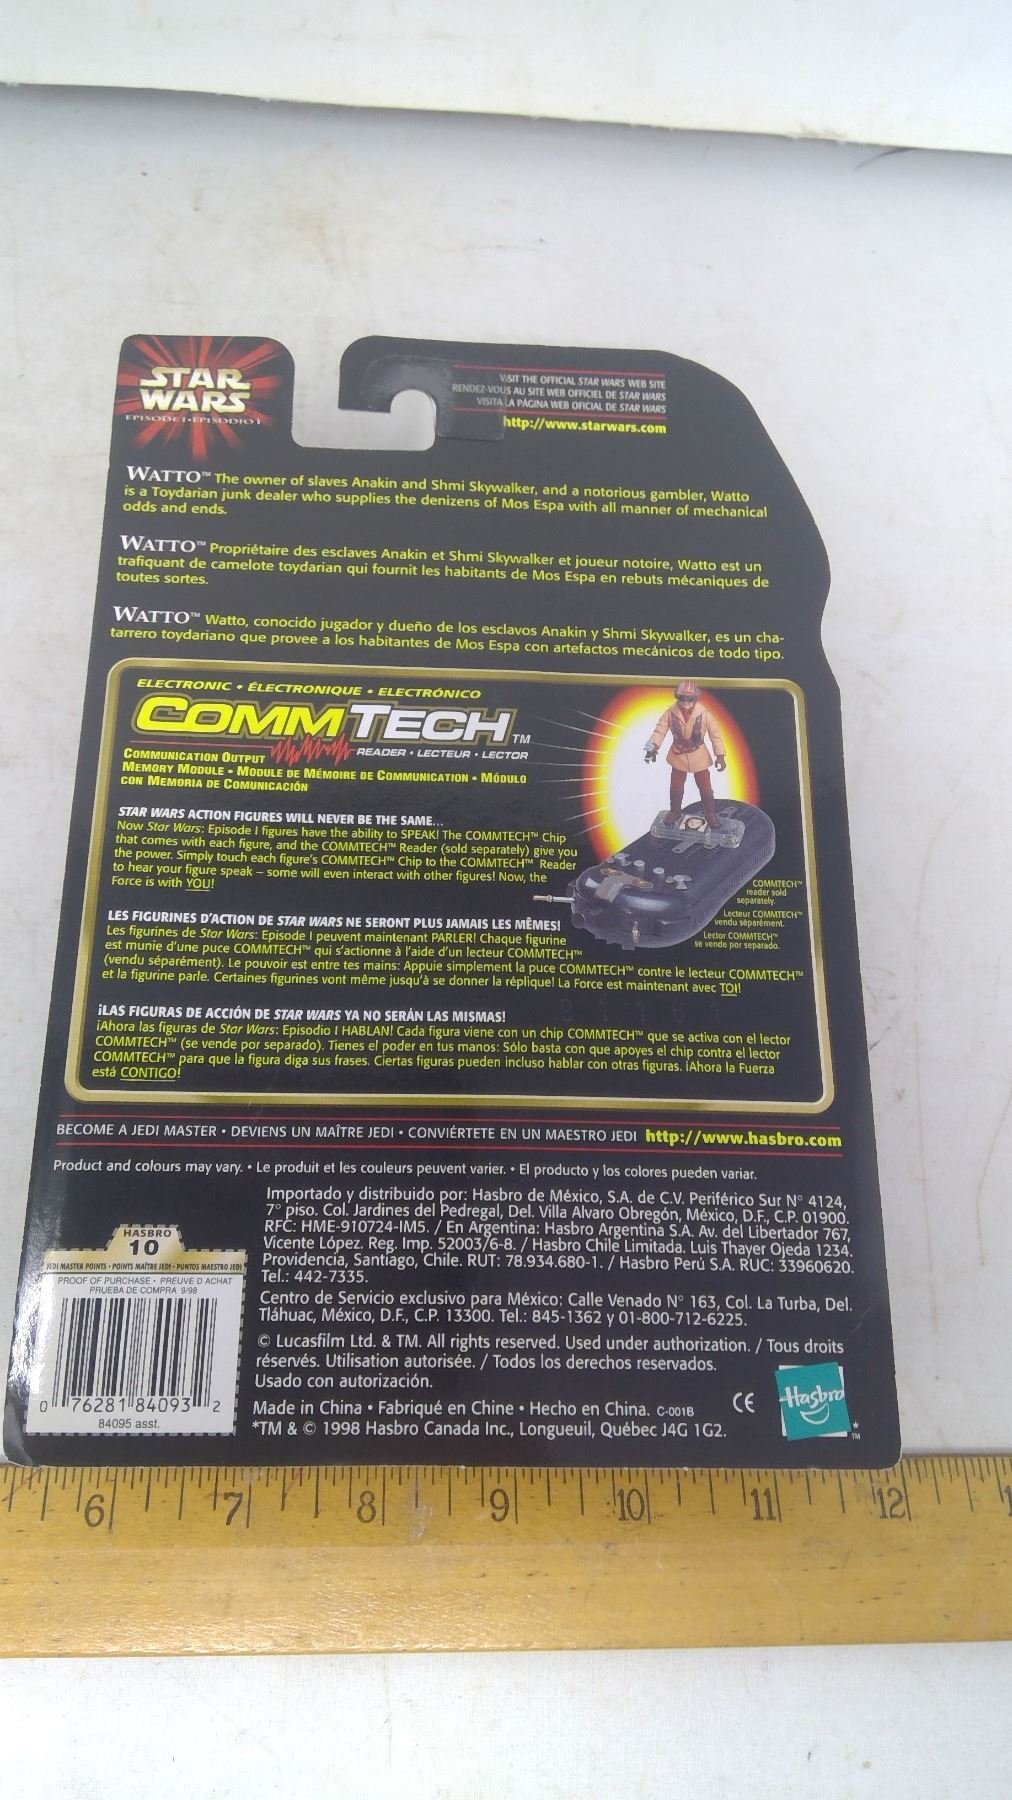 STAR
WARS
EPISODE I • EPISODIO I
VISIT THE OFFICIAL STAR WARS WEB SITE
RENDEZ-VOUS AU SITE WEB OFFICIEL DE STAR WARS
VISITA LA PÁGINA WEB OFICIAL DE STAR WARS
http://www.starwars.com
WATTO™ The owner of slaves Anakin and Shmi Skywalker, and a notorious gambler, Watto
is a Toydarian junk dealer who supplies the denizens of Mos Espa with all manner of mechanical
odds and ends.
WATTO™ Propriétaire des esclaves Anakin et Shmi Skywalker et joueur notoire, Watto est un
trafiquant de camelote toydarian qui fournit les habitants de Mos Espa en rebuts mécaniques de
toutes sortes.
WATTO™ Watto, conocido jugador y dueño de los esclavos Anakin y Shmi Skywalker, es un cha-
tarrero toydariano que provee a los habitantes de Mos Espa con artefactos mecánicos de todo tipo.
ELECTRONIC • ÉLECTRONIQUE • ELECTRÓNICO
COMMTECH™
READER • LECTEUR • LECTOR
COMMUNICATION OUTPUT
MEMORY MODULE • MODULE DE MÉMOIRE DE COMMUNICATION • MÓDULO
CON MEMORIA DE COMUNICACIÓN
STAR WARS ACTION FIGURES WILL NEVER BE THE SAME...
Now Star Wars: Episode I figures have the ability to SPEAK! The COMMTECH™ Chip
that comes with each figure, and the COMMTECH™ Reader (sold separately) give you
the power. Simply touch each figure's COMMTECH™ Chip to the COMMTECH™ Reader
to hear your figure speak – some will even interact with other figures! Now, the
Force is with YOU!
COMMTECH™
reader sold
separately.
Lecteur COMMTECH™
vendu séparément.
Lector COMMTECH™
se vende por separado.
LES FIGURINES D'ACTION DE STAR WARS NE SERONT PLUS JAMAIS LES MÊMES!
Les figurines de Star Wars: Episode I peuvent maintenant PARLER! Chaque figurine
est munie d'une puce COMMTECH™ qui s'actionne à l'aide d'un lecteur COMMTECH™
(vendu séparément). Le pouvoir est entre tes mains: Appuie simplement la puce COMMTECH™ contre le lecteur COMMTECH™
et la figurine parle. Certaines figurines vont même jusqu'à se donner la réplique! La Force est maintenant avec TOI!
¡LAS FIGURAS DE ACCIÓN DE STAR WARS YA NO SERÁN LAS MISMAS!
¡Ahora las figuras de Star Wars: Episodio I HABLAN! Cada figura viene con un chip COMMTECH™ que se activa con el lector
COMMTECH™ (se vende por separado). Tienes el poder en tus manos: Sólo basta con que apoyes el chip contra el lector
COMMTECH™ para que la figura diga sus frases. Ciertas figuras pueden incluso hablar con otras figuras. ¡Ahora la Fuerza
está CONTIGO!
BECOME A JEDI MASTER • DEVIENS UN MAÎTRE JEDI • CONVIÉRTETE EN UN MAESTRO JEDI http://www.hasbro.com
Product and colours may vary. • Le produit et les couleurs peuvent varier. • El producto y los colores pueden variar.
HASBRO
10
JEDI MASTER POINTS • POINTS MAÎTRE JEDI • PUNTOS MAESTRO JEDI
PROOF OF PURCHASE • PREUVE D ACHAT
PRUEBA DE COMPRA 9/98
0 76281 84093 2
84095 asst.
Importado y distribuido por: Hasbro de México, S.A. de C.V. Periférico Sur N° 4124,
7° piso. Col. Jardines del Pedregal, Del. Villa Alvaro Obregón, México, D.F., C.P. 01900.
RFC: HME-910724-IM5. / En Argentina: Hasbro Argentina S.A. Av. del Libertador 767,
Vicente López. Reg. Imp. 52003/6-8. / Hasbro Chile Limitada. Luis Thayer Ojeda 1234.
Providencia, Santiago, Chile. RUT: 78.934.680-1. / Hasbro Perú S.A. RUC: 33960620.
Tel.: 442-7335.
Centro de Servicio exclusivo para México: Calle Venado N° 163, Col. La Turba, Del.
Tláhuac, México, D.F., C.P. 13300. Tel.: 845-1362 y 01-800-712-6225.
© Lucasfilm Ltd. & TM. All rights reserved. Used under authorization. / Tous droits
réservés. Utilisation autorisée. / Todos los derechos reservados.
Usado con autorización.
Made in China • Fabriqué en Chine • Hecho en China. C-001B
*TM & © 1998 Hasbro Canada Inc., Longueuil, Québec J4G 1G2.
CE
Hasbro
*
TM
6 7 8 9 10 11 12